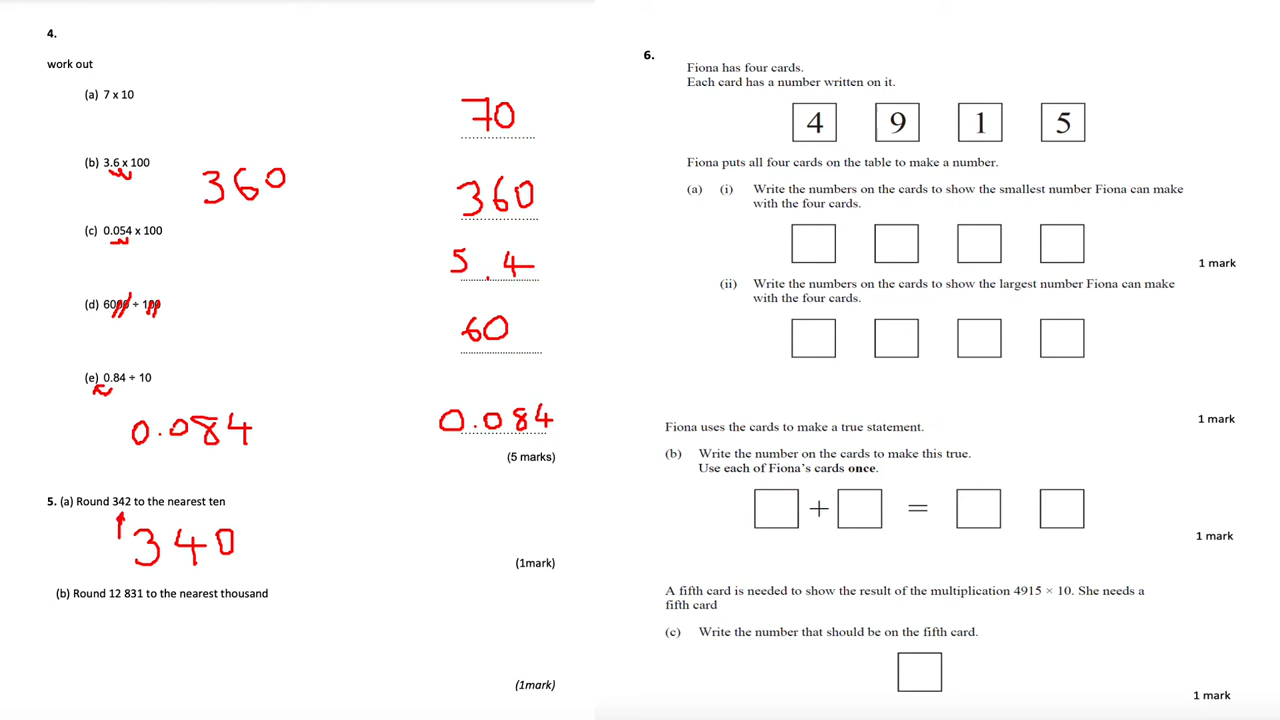 4.
work out
(a) 7 x 10
70
(b) 3.6 x 100
360
360
(c) 0.054 x 100
5.4
(d) 6000 ÷ 100
60
(e) 0.84 ÷ 10
0.084
0.084
(5 marks)
5. (a) Round 342 to the nearest ten
340
(1mark)
(b) Round 12 831 to the nearest thousand
(1mark)
6.
Fiona has four cards.
Each card has a number written on it.
4 9 1 5
Fiona puts all four cards on the table to make a number.
(a) (i) Write the numbers on the cards to show the smallest number Fiona can make
with the four cards.
1 mark
(ii) Write the numbers on the cards to show the largest number Fiona can make
with the four cards.
1 mark
Fiona uses the cards to make a true statement.
(b) Write the number on the cards to make this true.
Use each of Fiona's cards once.
+ =
1 mark
A fifth card is needed to show the result of the multiplication 4915 × 10. She needs a
fifth card
(c) Write the number that should be on the fifth card.
1 mark